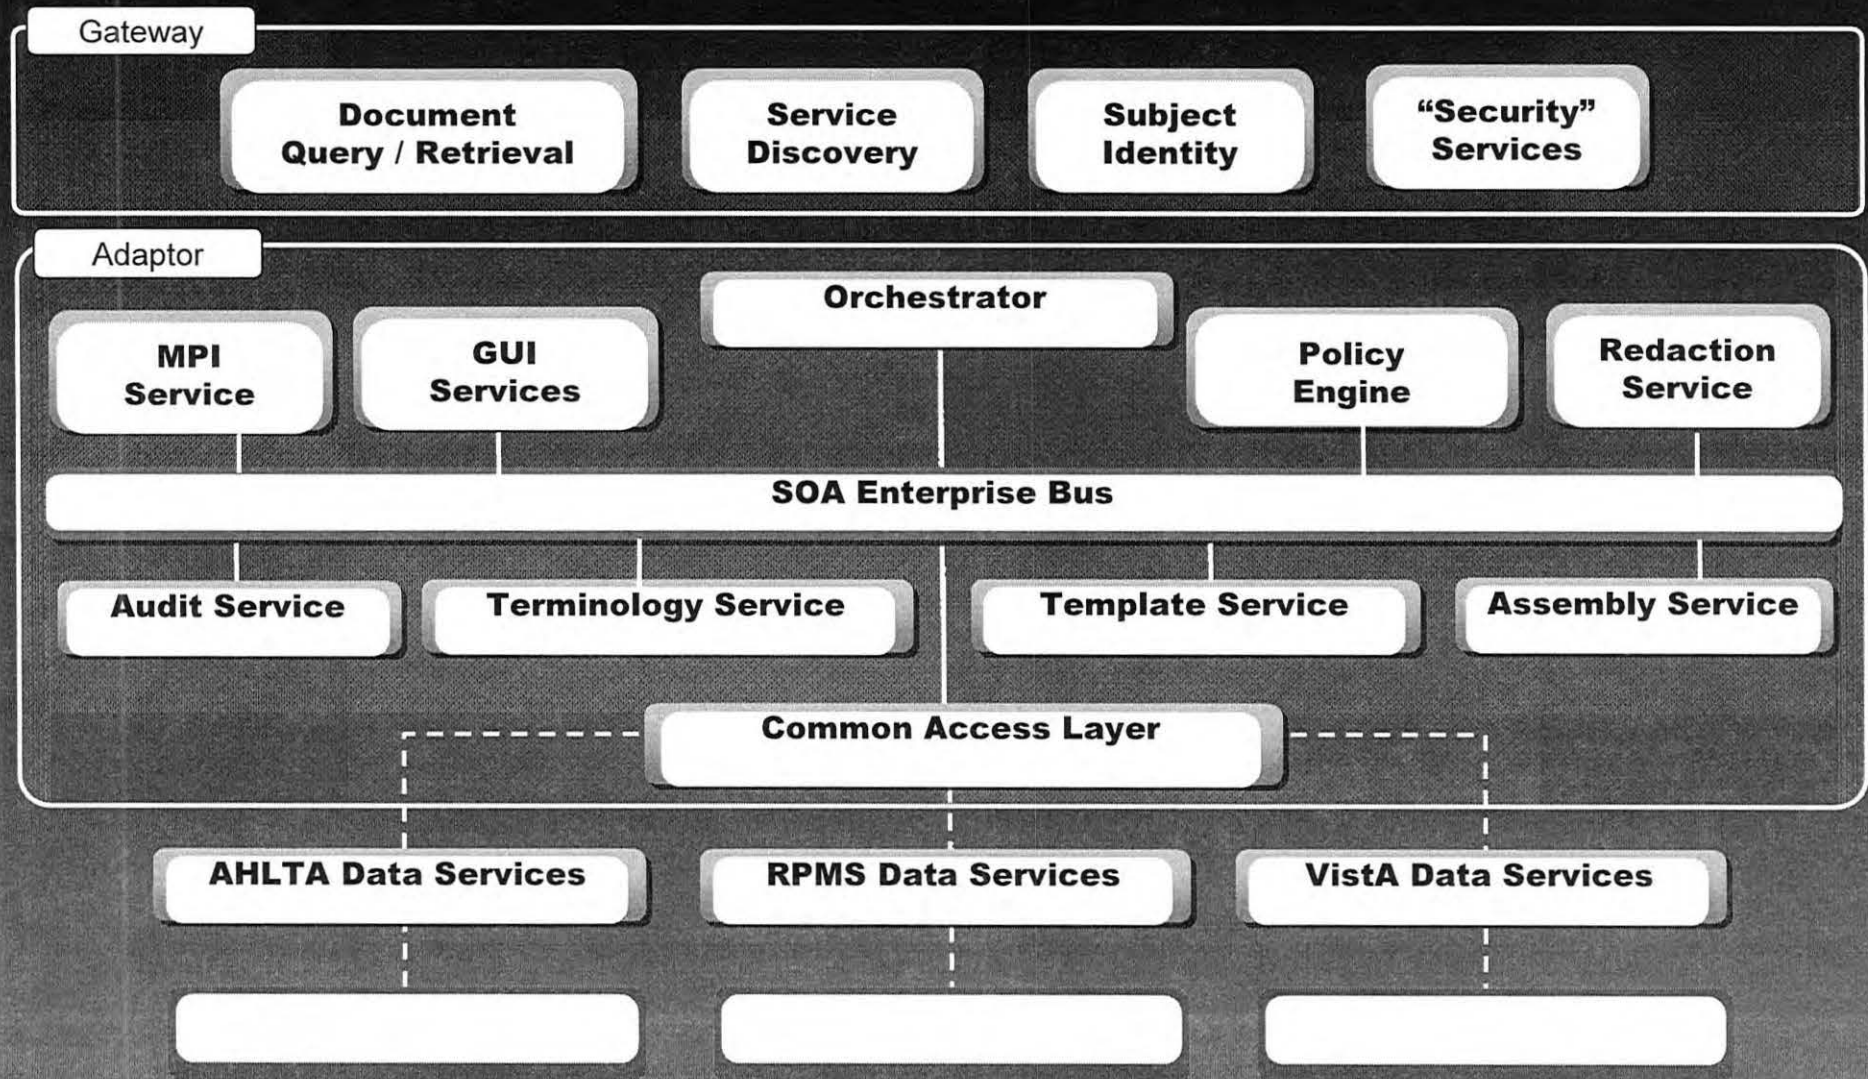 Gateway
Document
Query / Retrieval
Service
Discovery
Subject
Identity
“Security”
Services
Adaptor
Orchestrator
MPI
Service
GUI
Services
Policy
Engine
Redaction
Service
SOA Enterprise Bus
Audit Service
Terminology Service
Template Service
Assembly Service
Common Access Layer
AHLTA Data Services
RPMS Data Services
VistA Data Services